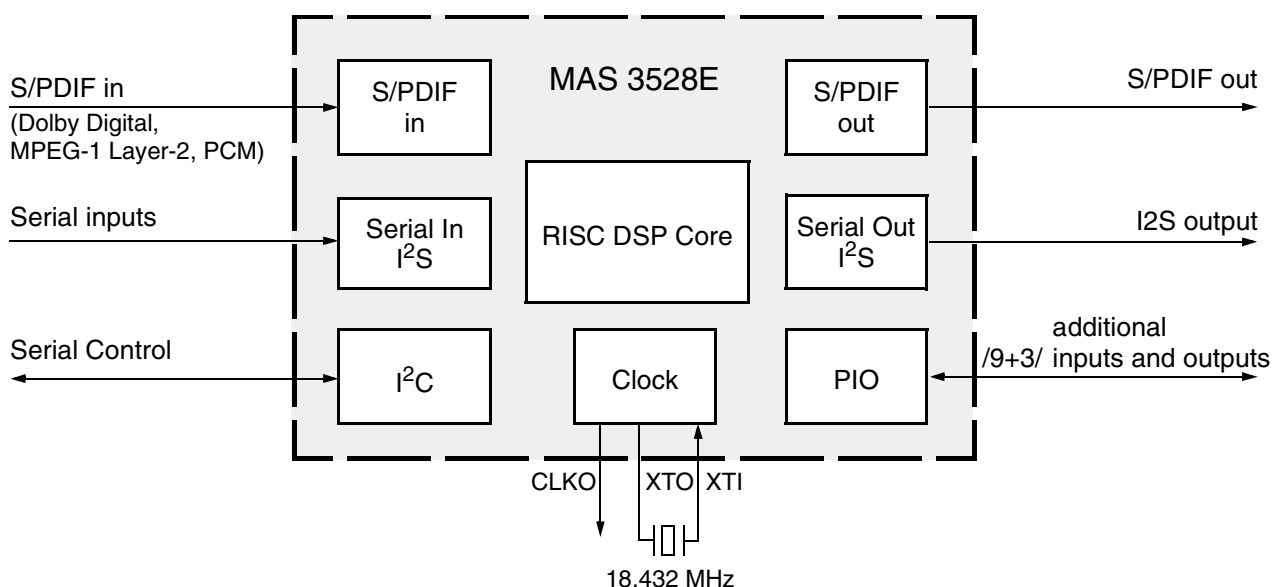 MAS 3528E
S/PDIF in
(Dolby Digital,
MPEG-1 Layer-2, PCM)
S/PDIF
in
S/PDIF
out
S/PDIF out
Serial inputs
Serial In
I²S
RISC DSP Core
Serial Out
I²S
I2S output
Serial Control
I²C
Clock
PIO
additional
/9+3/ inputs and outputs
CLKO
XTO
XTI
18.432 MHz